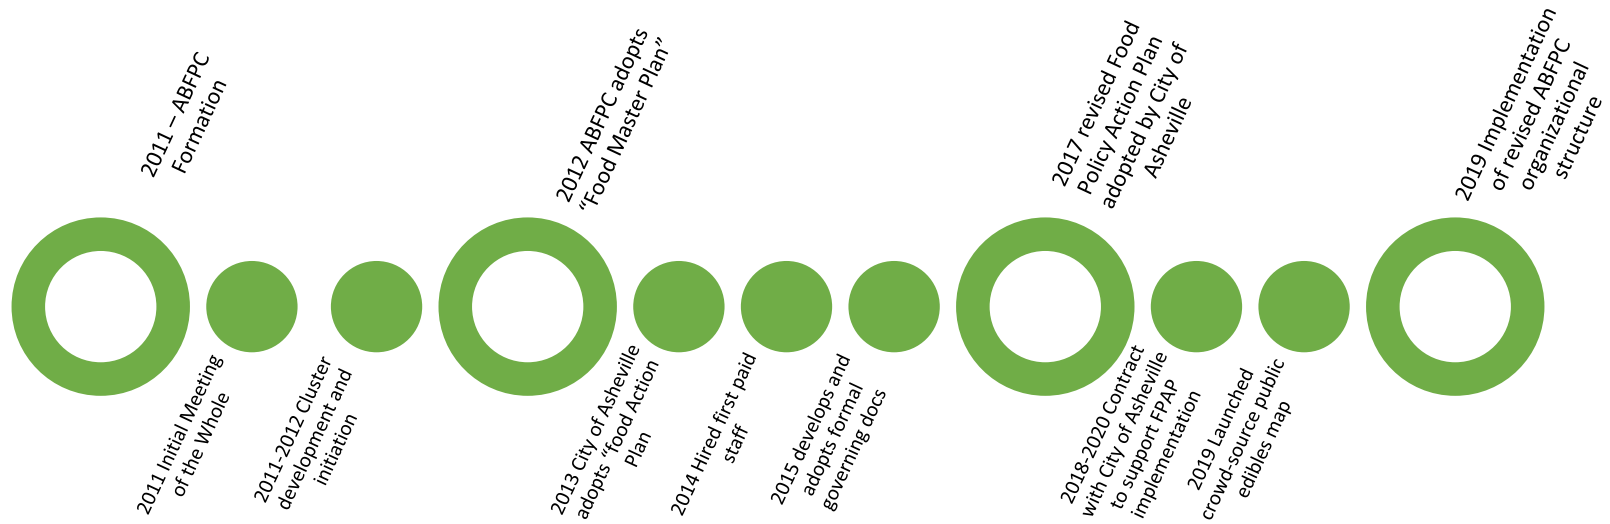 2011 – ABFPC
Formation
2011 Initial Meeting
of the Whole
2011-2012 Cluster
development and
initiation
2012 ABFPC adopts
“Food Master Plan”
2013 City of Asheville
adopts “food Action
Plan
2014 Hired first paid
staff
2015 develops and
adopts formal
governing docs
2017 revised Food
Policy Action Plan
adopted by City of
Asheville
2018-2020 Contract
with City of Asheville
to support FPAP
implementation
2019 Launched
crowd-source public
edibles map
2019 Implementation
of revised ABFPC
organizational
structure